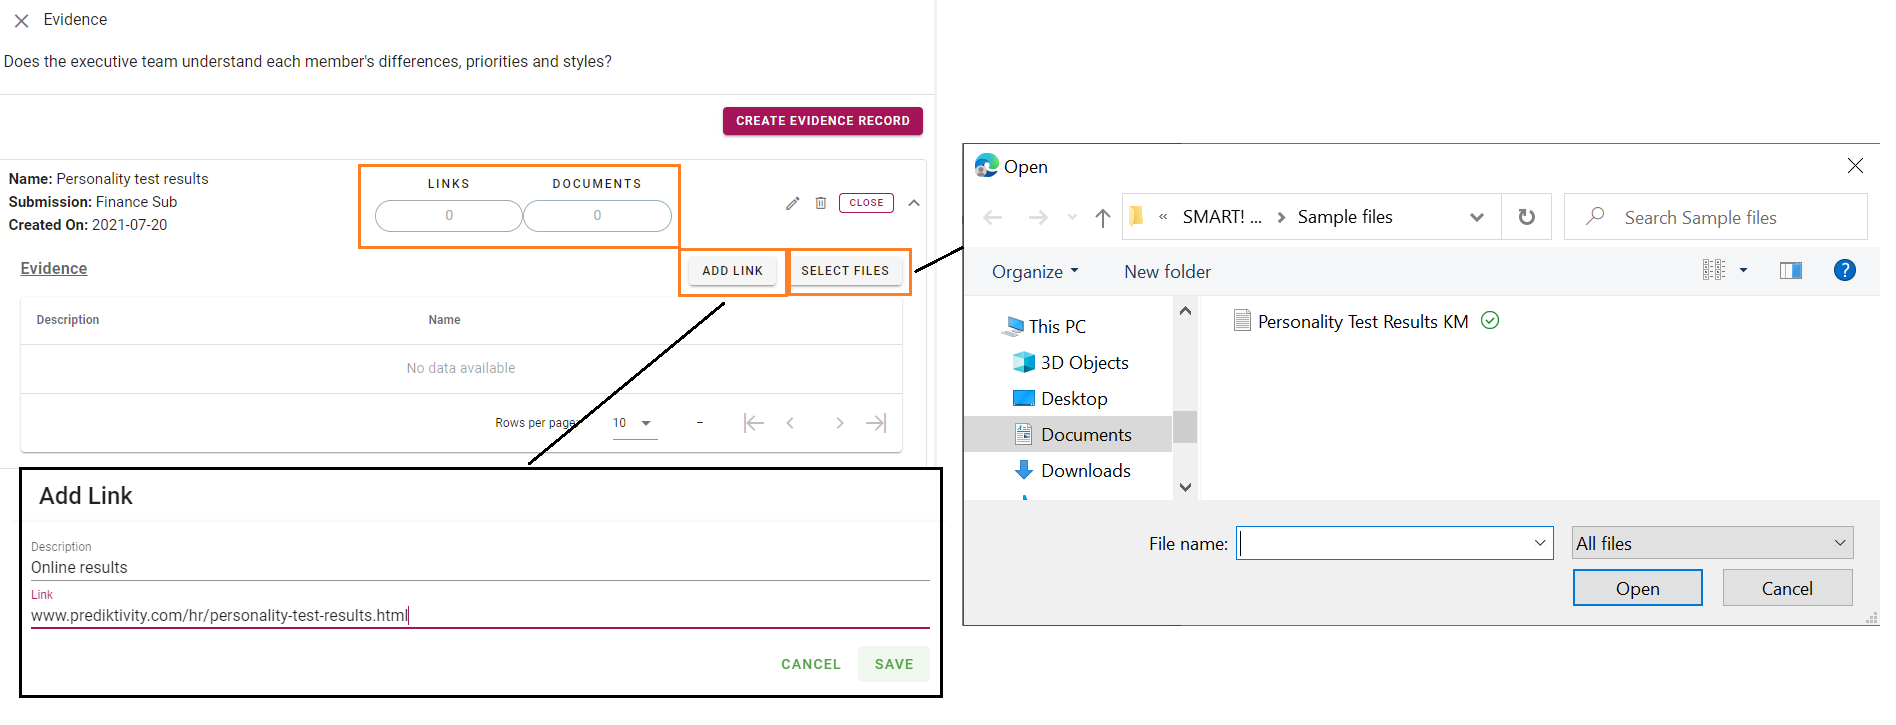 Evidence
Does the executive team understand each member's differences, priorities and styles?
CREATE EVIDENCE RECORD
Name: Personality test results
Submission: Finance Sub
Created On: 2021-07-20
LINKS DOCUMENTS
0 0
CLOSE
Evidence
ADD LINK SELECT FILES
Description Name
No data available
Rows per page: 10 –
Add Link
Description
Online results
Link
www.prediktivity.com/hr/personality-test-results.html
CANCEL SAVE
Open
« SMART! ... > Sample files
Search Sample files
Organize New folder
?
This PC
3D Objects
Desktop
Documents
Downloads
Personality Test Results KM
File name:
All files
Open Cancel